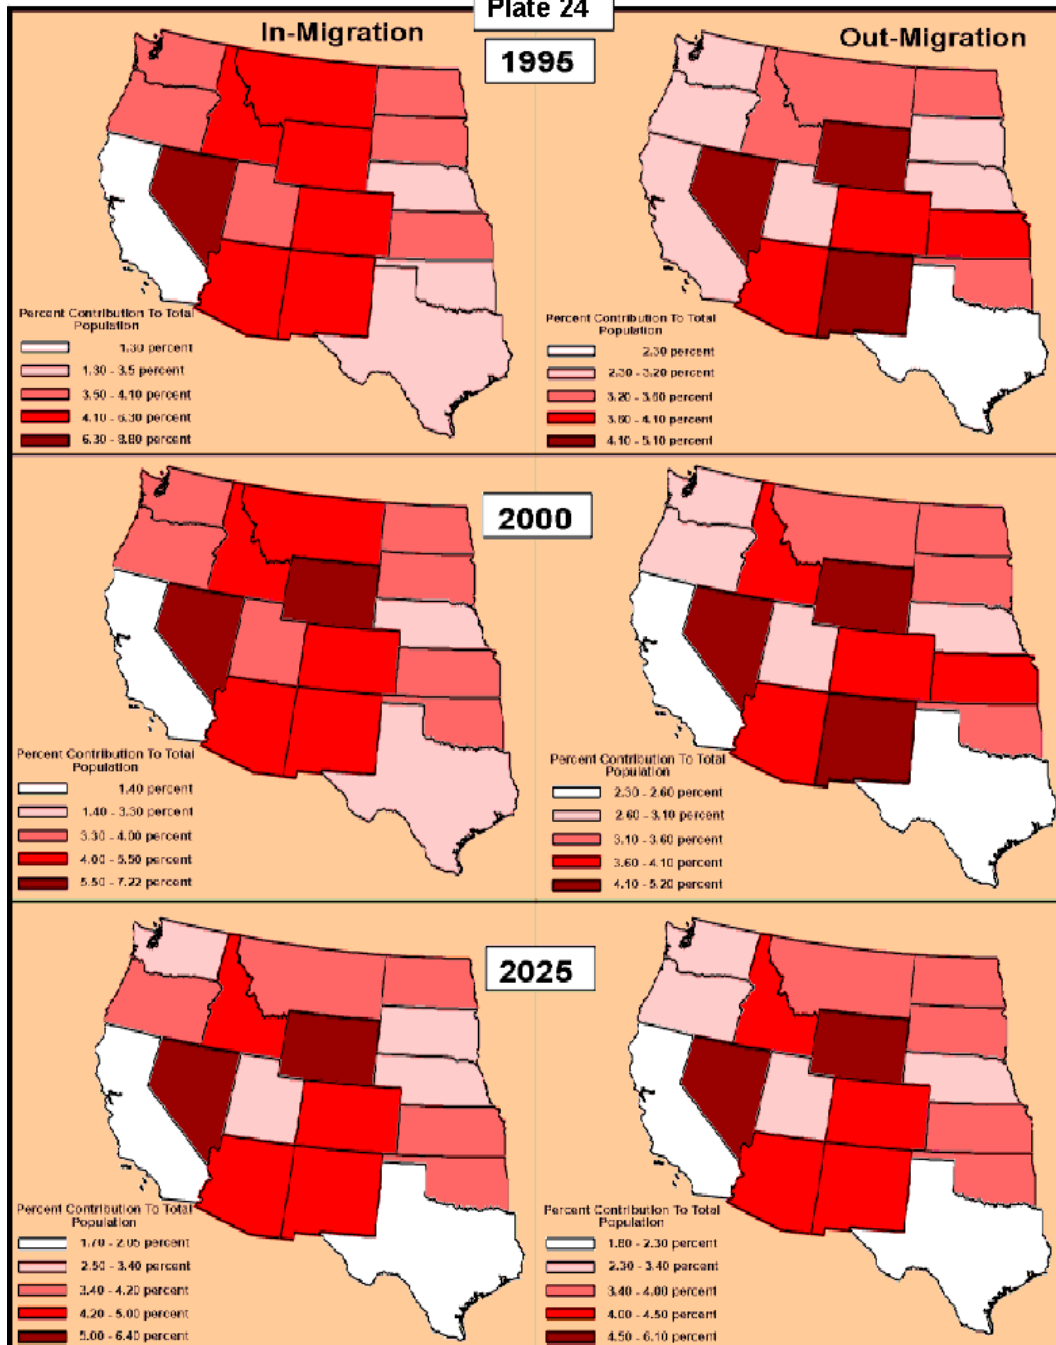 Plate 24
In-Migration
Out-Migration
1995
Percent Contribution To Total
Population
1.30 percent
1.30 - 3.5 percent
3.50 - 4.10 percent
4.10 - 6.30 percent
6.30 - 8.80 percent
Percent Contribution To Total
Population
2.30 percent
2.30 - 3.20 percent
3.20 - 3.60 percent
3.60 - 4.10 percent
4.10 - 5.10 percent
2000
Percent Contribution To Total
Population
1.40 percent
1.40 - 3.30 percent
3.30 - 4.00 percent
4.00 - 5.50 percent
5.50 - 7.22 percent
Percent Contribution To Total
Population
2.30 - 2.60 percent
2.60 - 3.10 percent
3.10 - 3.60 percent
3.60 - 4.10 percent
4.10 - 5.20 percent
2025
Percent Contribution To Total
Population
1.70 - 2.05 percent
2.50 - 3.40 percent
3.40 - 4.20 percent
4.20 - 5.00 percent
5.00 - 6.40 percent
Percent Contribution To Total
Population
1.80 - 2.30 percent
2.30 - 3.40 percent
3.40 - 4.00 percent
4.00 - 4.50 percent
4.50 - 6.10 percent